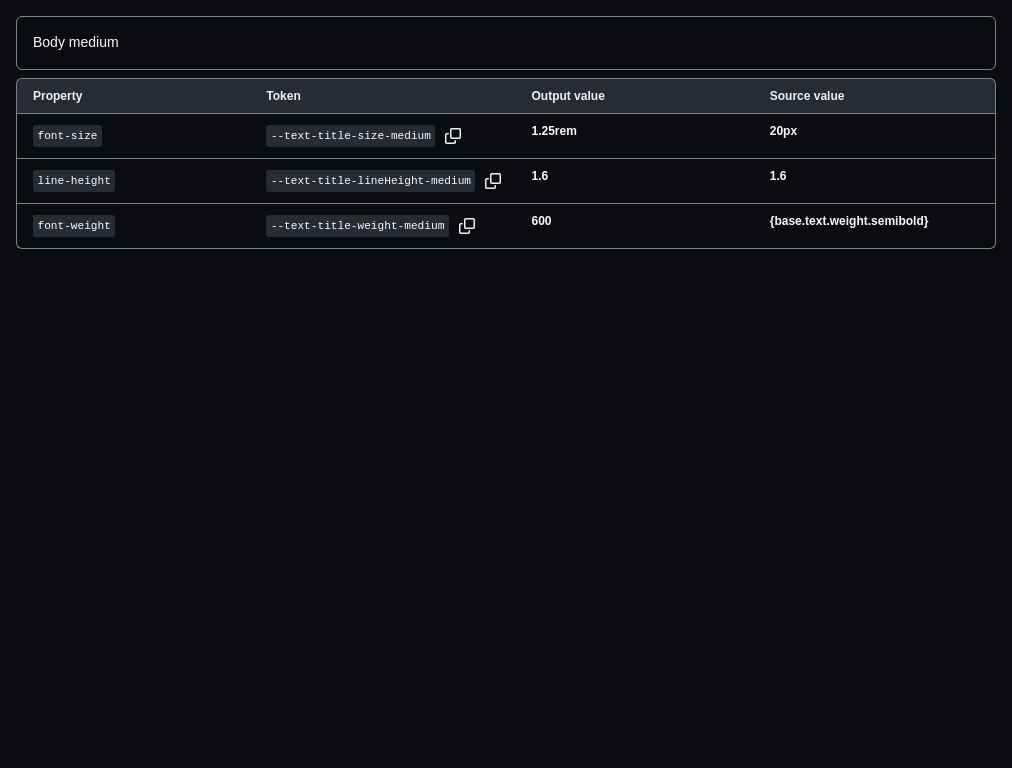 Body medium
Property Token Output value Source value
font-size --text-title-size-medium 1.25rem 20px
line-height --text-title-lineHeight-medium 1.6 1.6
font-weight --text-title-weight-medium 600 {base.text.weight.semibold}